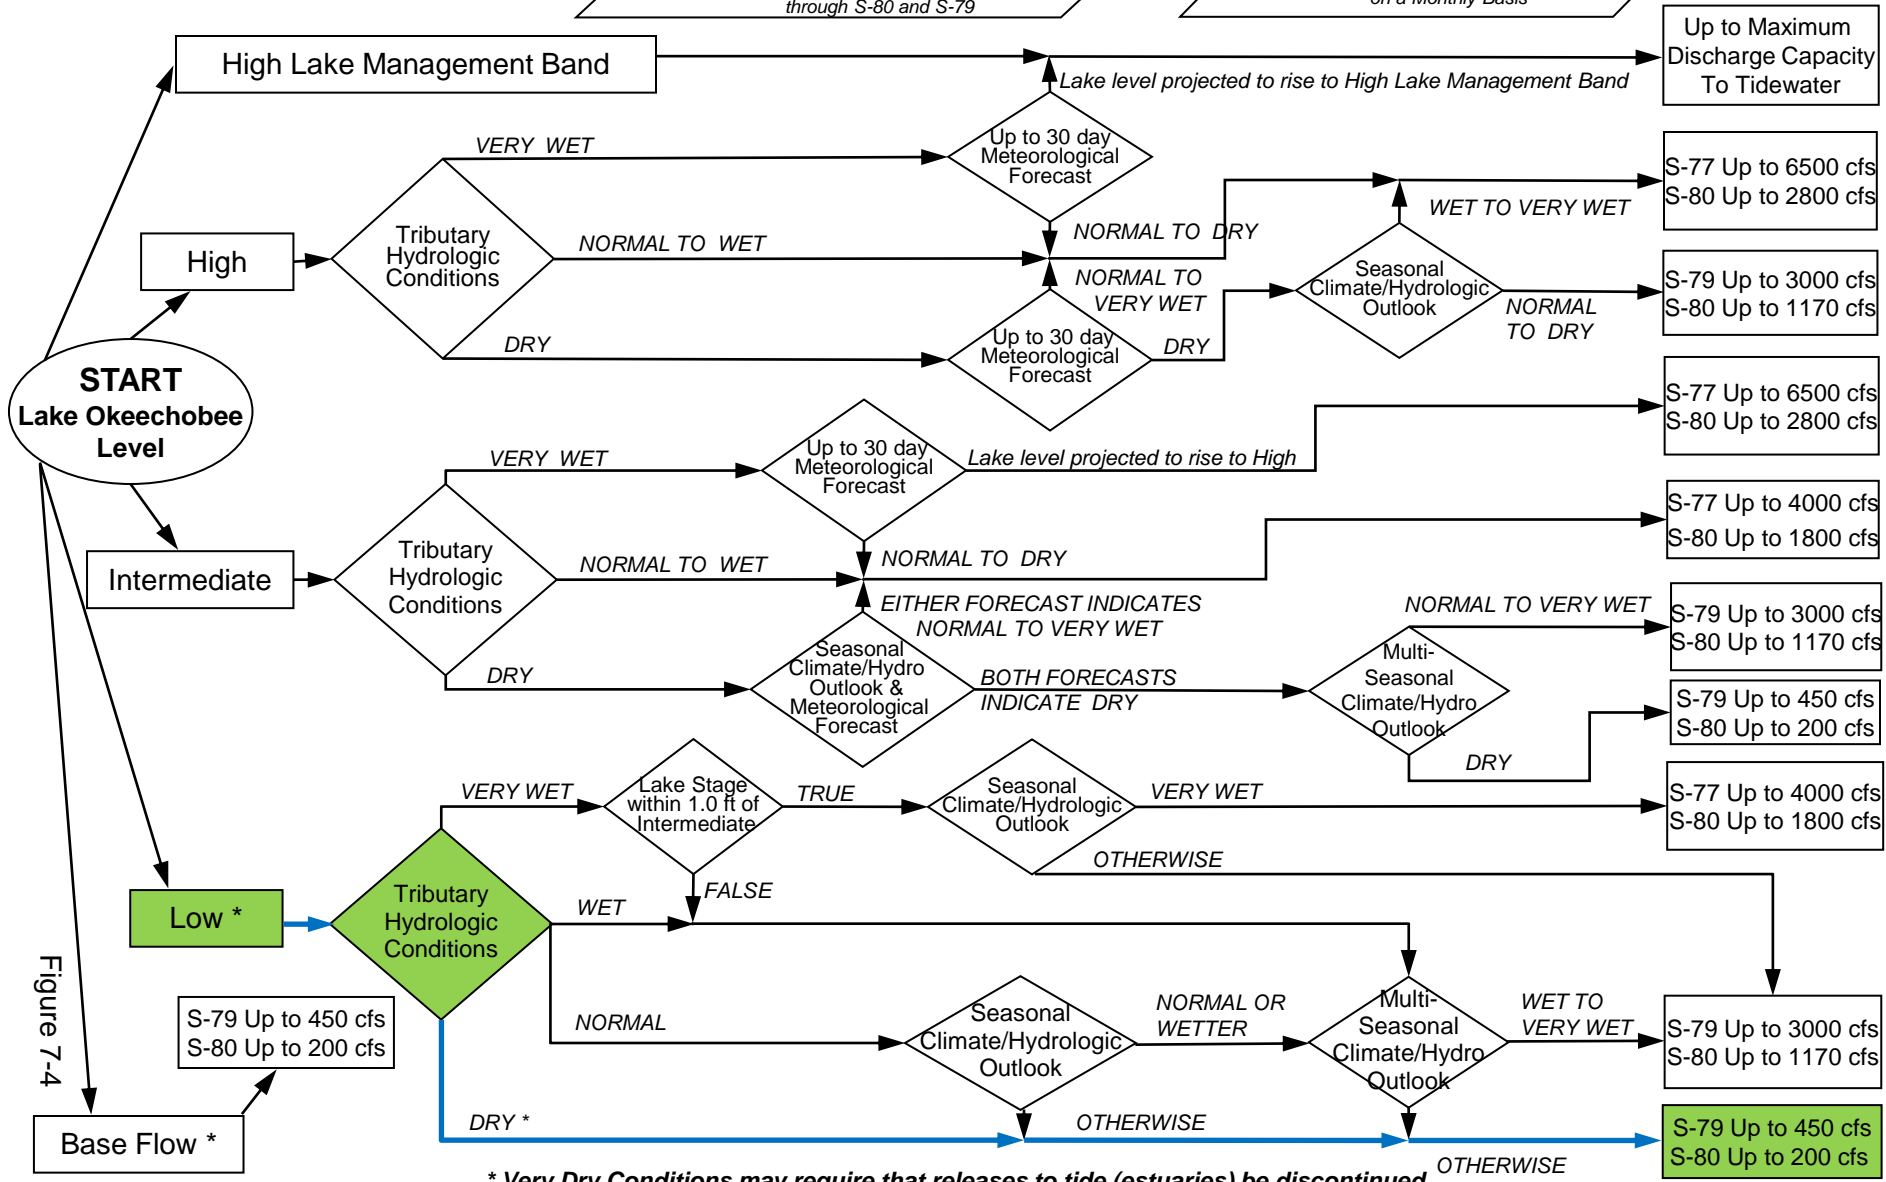 through S-80 and S-79
on a Monthly Basis
Up to Maximum
Discharge Capacity
To Tidewater
High Lake Management Band
Lake level projected to rise to High Lake Management Band
VERY WET
Up to 30 day
Meteorological
Forecast
S-77 Up to 6500 cfs
S-80 Up to 2800 cfs
WET TO VERY WET
High
Tributary
Hydrologic
Conditions
NORMAL TO WET
NORMAL TO DRY
NORMAL TO
VERY WET
Seasonal
Climate/Hydrologic
Outlook
NORMAL
TO DRY
S-79 Up to 3000 cfs
S-80 Up to 1170 cfs
DRY
Up to 30 day
Meteorological
Forecast
DRY
START
Lake Okeechobee
Level
S-77 Up to 6500 cfs
S-80 Up to 2800 cfs
VERY WET
Up to 30 day
Meteorological
Forecast
Lake level projected to rise to High
S-77 Up to 4000 cfs
S-80 Up to 1800 cfs
Intermediate
Tributary
Hydrologic
Conditions
NORMAL TO WET
NORMAL TO DRY
EITHER FORECAST INDICATES
NORMAL TO VERY WET
NORMAL TO VERY WET
S-79 Up to 3000 cfs
S-80 Up to 1170 cfs
DRY
Seasonal
Climate/Hydro
Outlook &
Meteorological
Forecast
BOTH FORECASTS
INDICATE DRY
Multi-
Seasonal
Climate/Hydro
Outlook
DRY
S-79 Up to 450 cfs
S-80 Up to 200 cfs
VERY WET
Lake Stage
within 1.0 ft of
Intermediate
TRUE
Seasonal
Climate/Hydrologic
Outlook
VERY WET
S-77 Up to 4000 cfs
S-80 Up to 1800 cfs
OTHERWISE
FALSE
Low *
Tributary
Hydrologic
Conditions
WET
NORMAL
Seasonal
Climate/Hydrologic
Outlook
NORMAL OR
WETTER
Multi-
Seasonal
Climate/Hydro
Outlook
WET TO
VERY WET
S-79 Up to 3000 cfs
S-80 Up to 1170 cfs
Figure 7-4
S-79 Up to 450 cfs
S-80 Up to 200 cfs
Base Flow *
DRY *
OTHERWISE
OTHERWISE
S-79 Up to 450 cfs
S-80 Up to 200 cfs
* Very Dry Conditions may require that releases to tide (estuaries) be discontinued